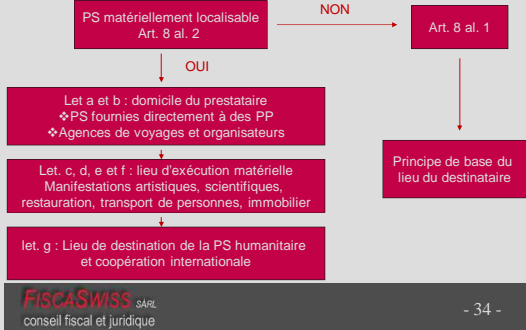 PS matériellement localisable
Art. 8 al. 2
NON
Art. 8 al. 1
OUI
Let a et b : domicile du prestataire
❖PS fournies directement à des PP
❖Agences de voyages et organisateurs
Let. c, d, e et f : lieu d'exécution matérielle
Manifestations artistiques, scientifiques,
restauration, transport de personnes, immobilier
Principe de base du
lieu du destinataire
let. g : Lieu de destination de la PS humanitaire
et coopération internationale
FISCASWISS SÀRL
conseil fiscal et juridique
- 34 -